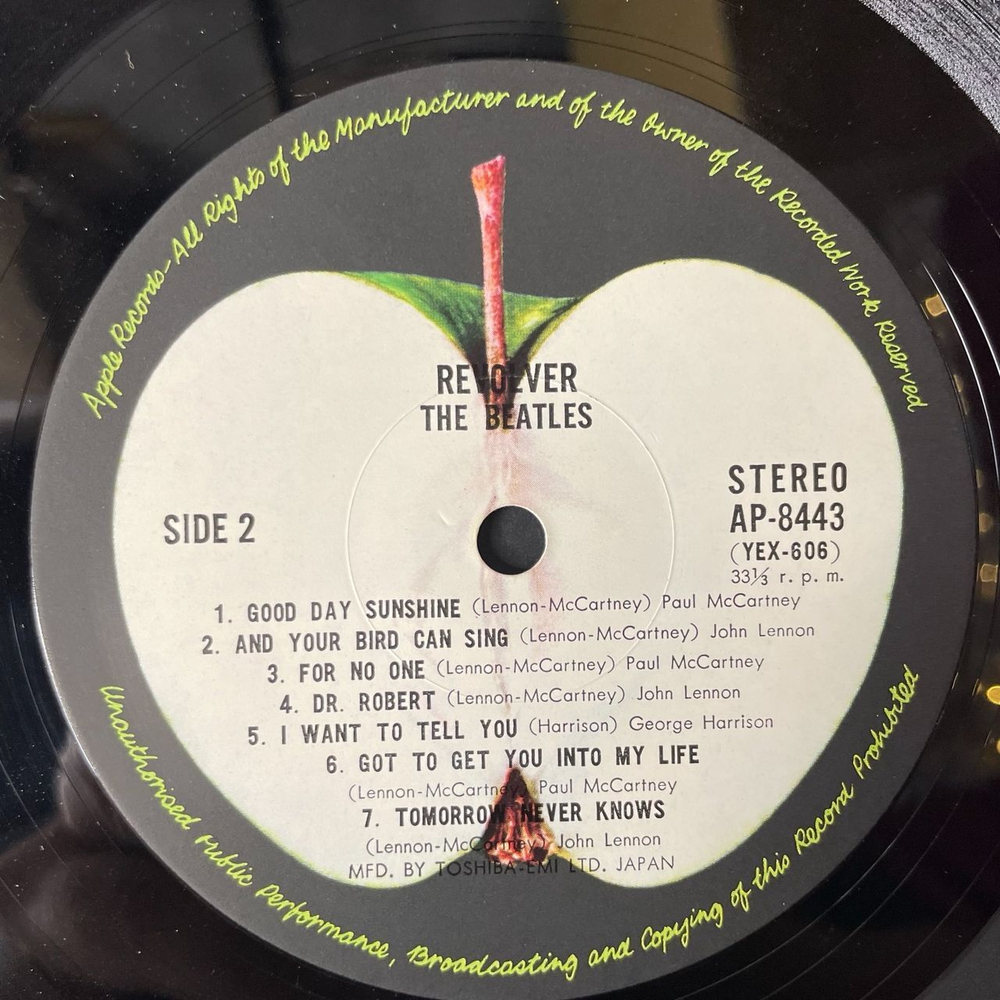 Apple Records-All Rights of the Manufacturer and of the Owner of the Recorded Work Reserved
REVOLVER
THE BEATLES
STEREO
SIDE 2
AP-8443
(YEX-606)
33⅓ r. p. m.
1. GOOD DAY SUNSHINE (Lennon-McCartney) Paul McCartney
2. AND YOUR BIRD CAN SING (Lennon-McCartney) John Lennon
3. FOR NO ONE (Lennon-McCartney) Paul McCartney
4. DR. ROBERT (Lennon-McCartney) John Lennon
5. I WANT TO TELL YOU (Harrison) George Harrison
6. GOT TO GET YOU INTO MY LIFE
(Lennon-McCartney) Paul McCartney
7. TOMORROW NEVER KNOWS
(Lennon-McCartney) John Lennon
MFD. BY TOSHIBA-EMI LTD. JAPAN
Unauthorised Public Performance, Broadcasting and Copying of this Record Prohibited